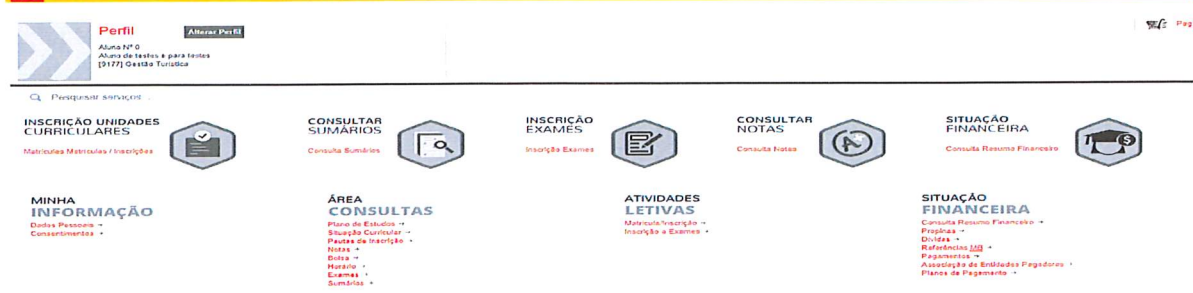 Perfil
Alterar Perfil
Aluno Nº 0
Aluno de testes e para testes
[9177] Gestão Turística
Pag
Pesquisar serviços ...
INSCRIÇÃO UNIDADES
CURRICULARES
Matrículas Matrículas / Inscrições
CONSULTAR
SUMÁRIOS
Consulta Sumários
INSCRIÇÃO
EXAMES
Inscrição Exames
CONSULTAR
NOTAS
Consulta Notas
SITUAÇÃO
FINANCEIRA
Consulta Resumo Financeiro
MINHA
INFORMAÇÃO
Dados Pessoais
Consentimentos
ÁREA
CONSULTAS
Plano de Estudos
Situação Curricular
Pautas de Inscrição
Notas
Bolsa
Horário
Exames
Sumários
ATIVIDADES
LETIVAS
Matrícula/Inscrição
Inscrição a Exames
SITUAÇÃO
FINANCEIRA
Consulta Resumo Financeiro
Propinas
Dívidas
Referências MB
Pagamentos
Associação de Entidades Pagadoras
Planos de Pagamento